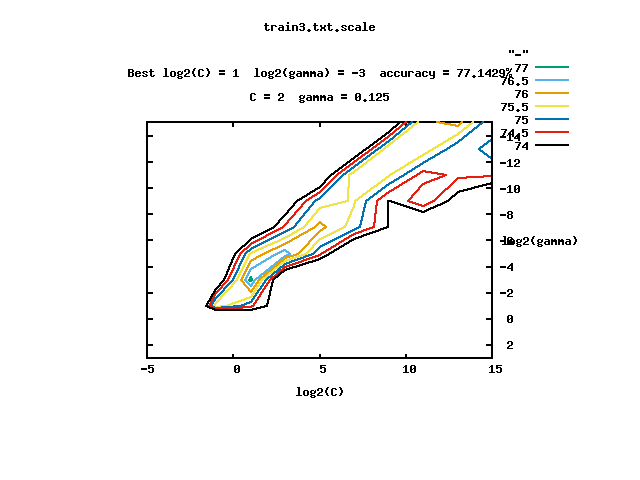 train3.txt.scale
"-"
Best log2(C) = 1  log2(gamma) = -3  accuracy = 77.1429%
C = 2  gamma = 0.125
77
76.5
76
75.5
75
74.5
74
-14
-12
-10
-8
-6
-4
-2
0
2
log2(gamma)
-5 0 5 10 15
log2(C)